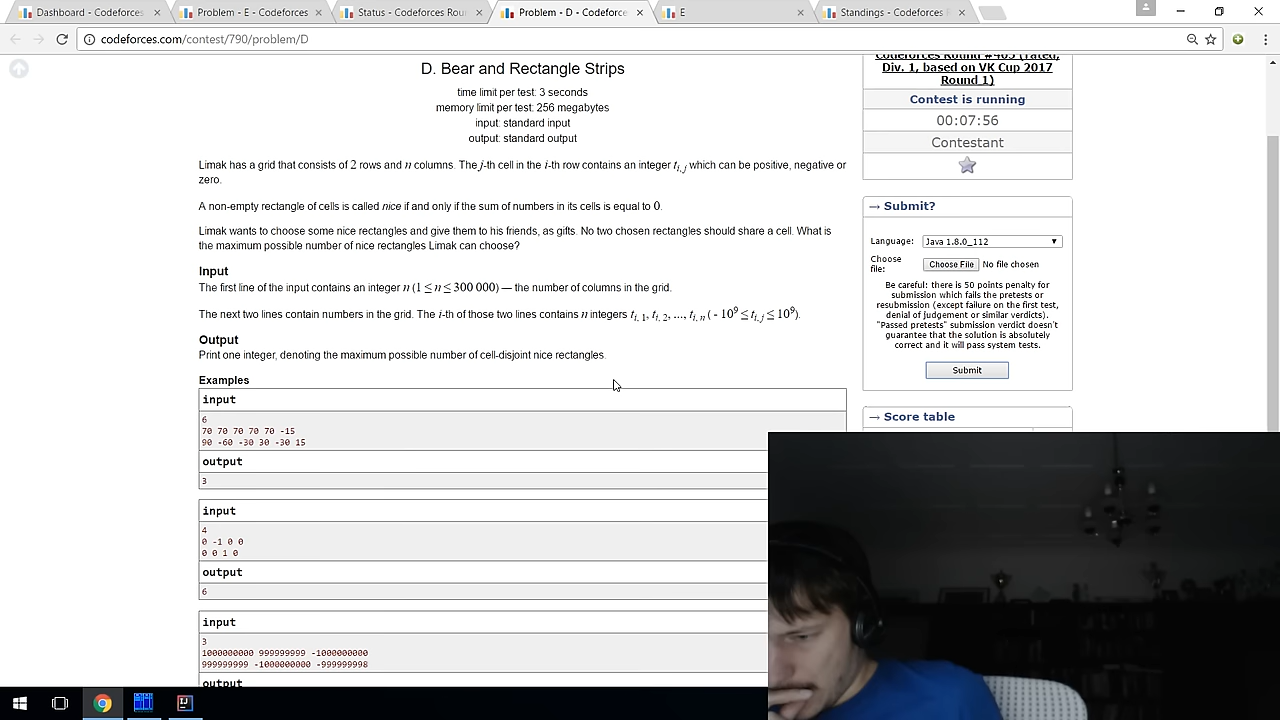 Dashboard - Codeforces
Problem - E - Codeforces
Status - Codeforces Rou
Problem - D - Codeforce
E
Standings - Codeforces
codeforces.com/contest/790/problem/D
D. Bear and Rectangle Strips
time limit per test: 3 seconds
memory limit per test: 256 megabytes
input: standard input
output: standard output
Limak has a grid that consists of 2 rows and n columns. The j-th cell in the i-th row contains an integer t_{i, j} which can be positive, negative or
zero.
A non-empty rectangle of cells is called nice if and only if the sum of numbers in its cells is equal to 0.
Limak wants to choose some nice rectangles and give them to his friends, as gifts. No two chosen rectangles should share a cell. What is
the maximum possible number of nice rectangles Limak can choose?
Input
The first line of the input contains an integer n (1 ≤ n ≤ 300 000) — the number of columns in the grid.
The next two lines contain numbers in the grid. The i-th of those two lines contains n integers t_{i, 1}, t_{i, 2}, ..., t_{i, n} ( - 10^9 ≤ t_{i, j} ≤ 10^9).
Output
Print one integer, denoting the maximum possible number of cell-disjoint nice rectangles.
Examples
input
6
70 70 70 70 70 -15
90 -60 -30 30 -30 15
output
3
input
4
0 -1 0 0
0 0 1 0
output
6
input
3
1000000000 999999999 -1000000000
999999999 -1000000000 -999999998
output
Codeforces Round #405 (rated,
Div. 1, based on VK Cup 2017
Round 1)
Contest is running
00:07:56
Contestant
→ Submit?
Language: Java 1.8.0_112
Choose
file: Choose File No file chosen
Be careful: there is 50 points penalty for
submission which fails the pretests or
resubmission (except failure on the first test,
denial of judgement or similar verdicts).
"Passed pretests" submission verdict doesn't
guarantee that the solution is absolutely
correct and it will pass system tests.
Submit
→ Score table